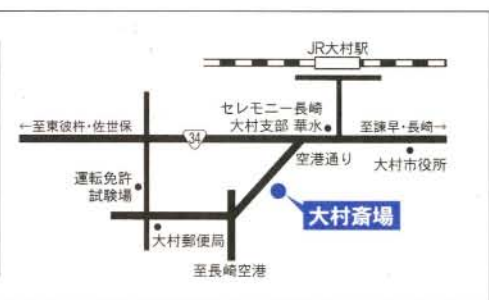 JR大村駅
セレモニー長崎
大村支部 華水
←至東彼杵・佐世保
34
至諫早・長崎→
空港通り
大村市役所
運転免許
試験場
大村斎場
大村郵便局
至長崎空港